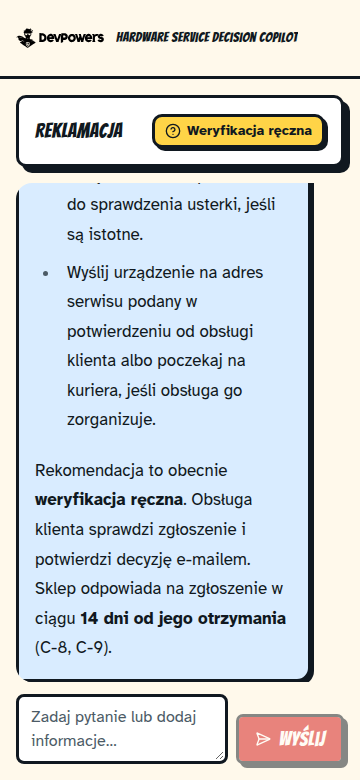 DevPowers HARDWARE SERVICE DECISION COPILOT
REKLAMACJA
Weryfikacja ręczna
do sprawdzenia usterki, jeśli
są istotne.
• Wyślij urządzenie na adres
serwisu podany w
potwierdzeniu od obsługi
klienta albo poczekaj na
kuriera, jeśli obsługa go
zorganizuje.
Rekomendacja to obecnie
weryfikacja ręczna. Obsługa
klienta sprawdzi zgłoszenie i
potwierdzi decyzję e-mailem.
Sklep odpowiada na zgłoszenie w
ciągu 14 dni od jego otrzymania
(C-8, C-9).
Zadaj pytanie lub dodaj
informacje...
WYŚLIJ